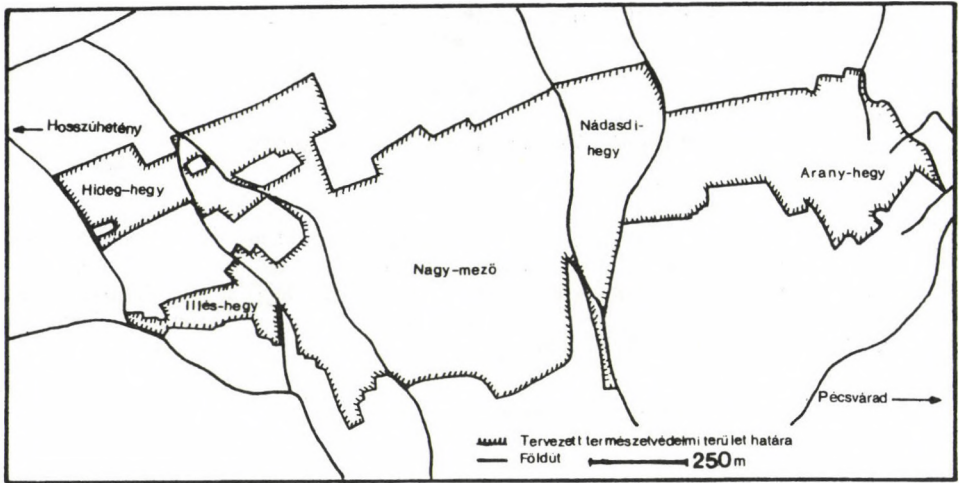 Hosszúhetény
Hideg-hegy
Illés-hegy
Nagy-mező
Nádasdi-
hegy
Arany-hegy
Pécsvárad
Tervezett természetvédelmi terület határa
Földút
250 m